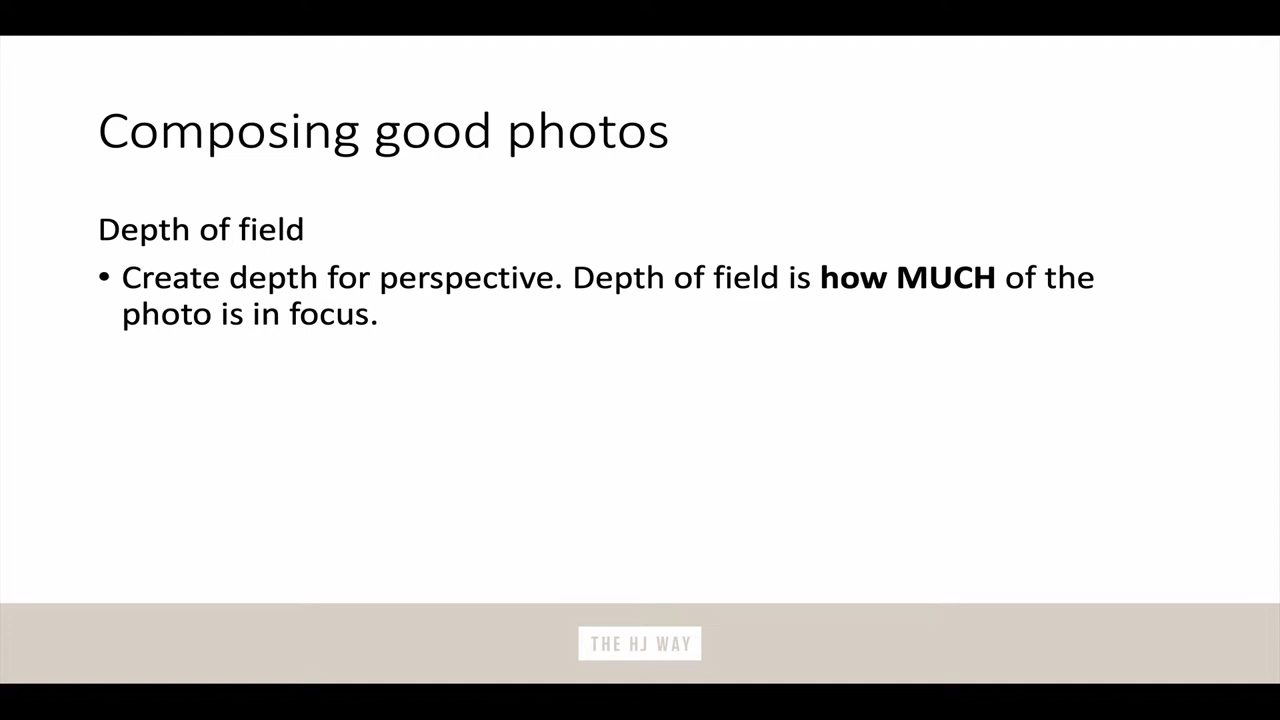 Composing good photos
Depth of field
• Create depth for perspective. Depth of field is how MUCH of the
photo is in focus.
THE HJ WAY